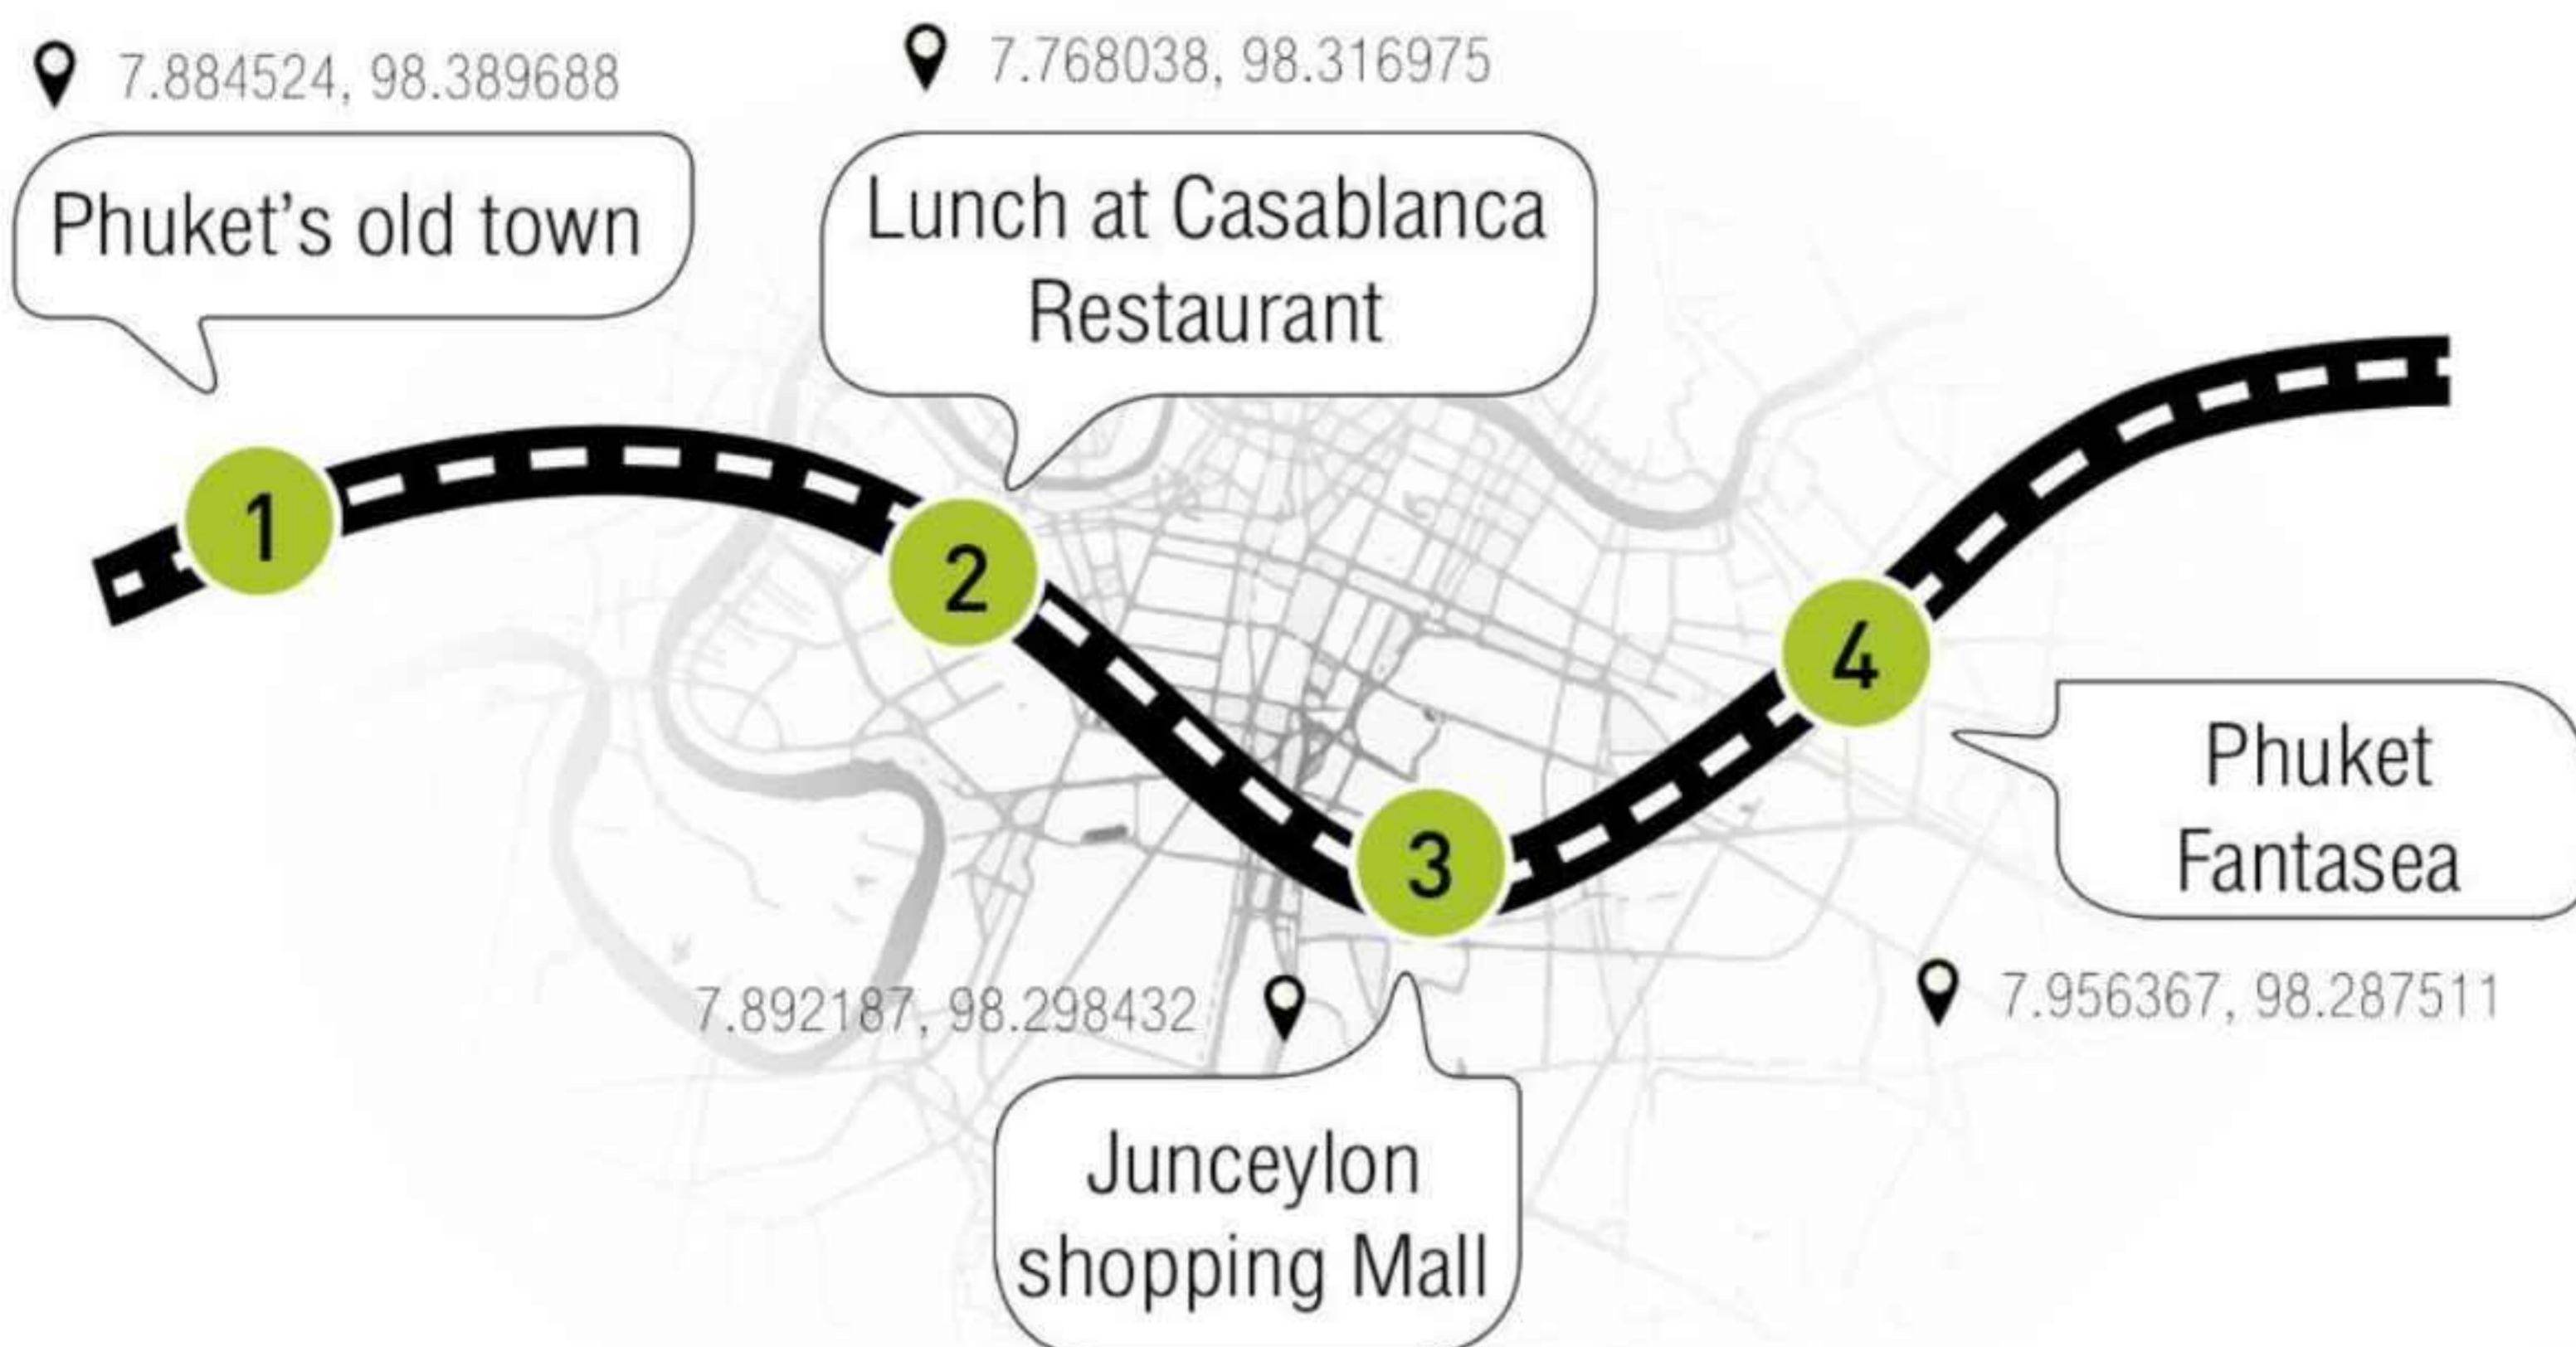 7.884524, 98.389688
Phuket's old town
1
7.768038, 98.316975
Lunch at Casablanca
Restaurant
2
7.892187, 98.298432
3
Junceylon
shopping Mall
4
Phuket
Fantasea
7.956367, 98.287511